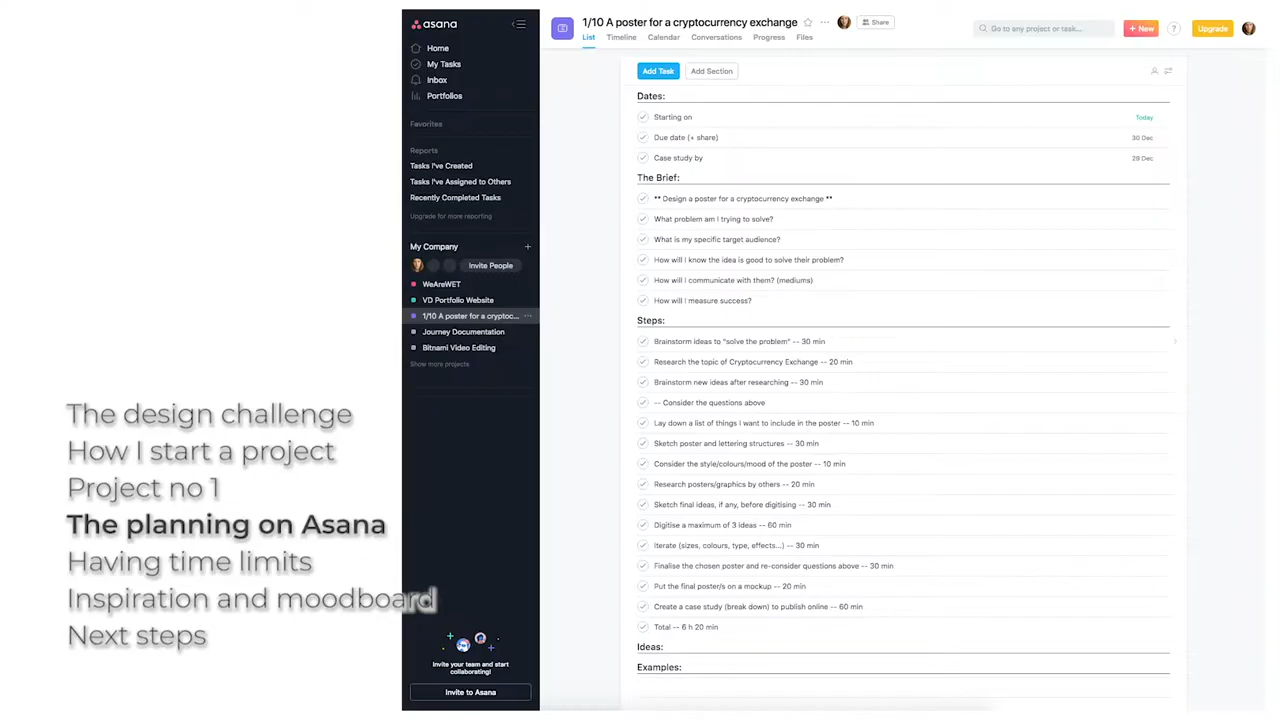 The design challenge
How I start a project
Project no 1
The planning on Asana
Having time limits
Inspiration and moodboard
Next steps
asana
Home
My Tasks
Inbox
Portfolios
Favorites
Reports
Tasks I've Created
Tasks I've Assigned to Others
Recently Completed Tasks
Upgrade for more reporting
My Company +
Invite People
WeAreWET
VD Portfolio Website
1/10 A poster for a cryptoc... ...
Journey Documentation
Bitnami Video Editing
Show more projects
Invite your team and start
collaborating!
Invite to Asana
1/10 A poster for a cryptocurrency exchange ... Share
List Timeline Calendar Conversations Progress Files
Go to any project or task...
+ New
?
Upgrade
Add Task Add Section
Dates:
Starting on Today
Due date (+ share) 30 Dec
Case study by 29 Dec
The Brief:
** Design a poster for a cryptocurrency exchange **
What problem am I trying to solve?
What is my specific target audience?
How will I know the idea is good to solve their problem?
How will I communicate with them? (mediums)
How will I measure success?
Steps:
Brainstorm ideas to "solve the problem" -- 30 min
Research the topic of Cryptocurrency Exchange -- 20 min
Brainstorm new ideas after researching -- 30 min
-- Consider the questions above
Lay down a list of things I want to include in the poster -- 10 min
Sketch poster and lettering structures -- 30 min
Consider the style/colours/mood of the poster -- 10 min
Research posters/graphics by others -- 20 min
Sketch final ideas, if any, before digitising -- 30 min
Digitise a maximum of 3 ideas -- 60 min
Iterate (sizes, colours, type, effects...) -- 30 min
Finalise the chosen poster and re-consider questions above -- 30 min
Put the final poster/s on a mockup -- 20 min
Create a case study (break down) to publish online -- 60 min
Total -- 6 h 20 min
Ideas:
Examples: